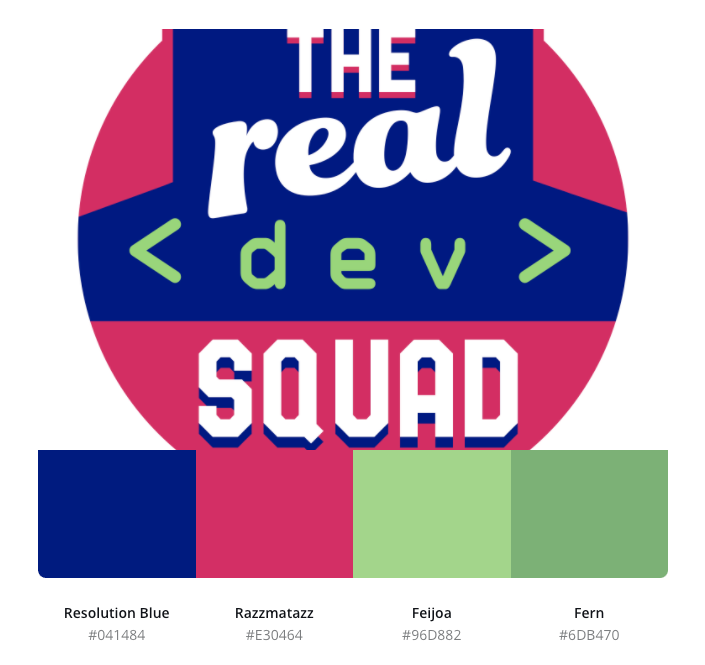 THE
real
< dev >
SQUAD
Resolution Blue Razzmatazz Feijoa Fern
#041484 #E30464 #96D882 #6DB470